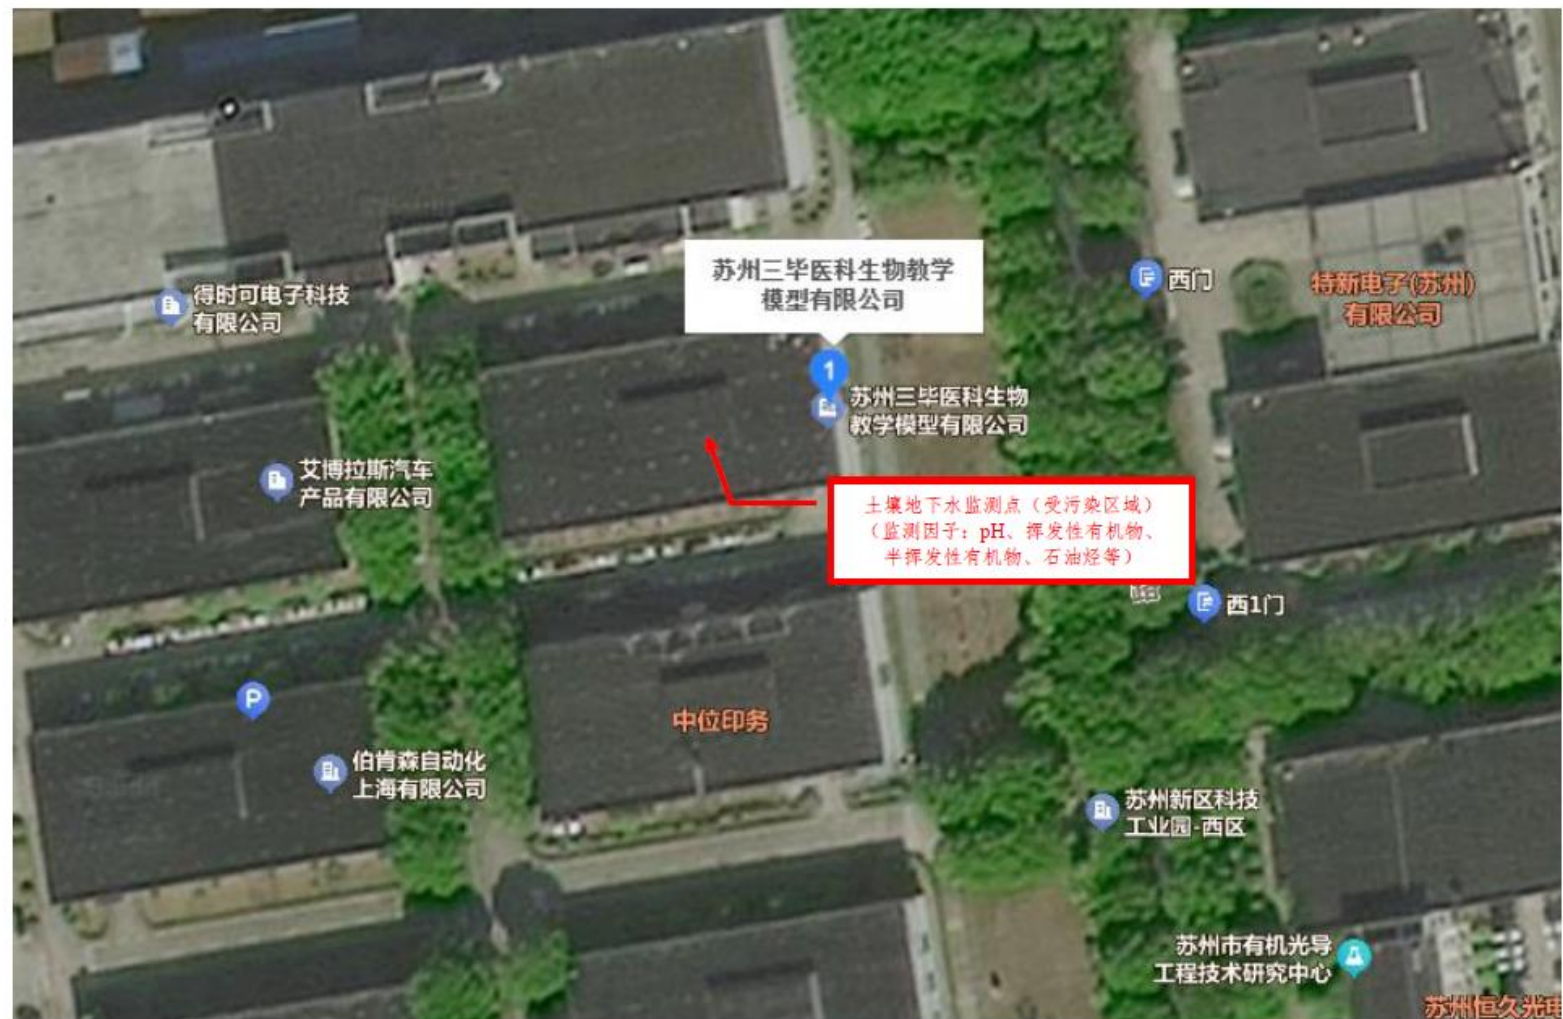 苏州三毕医科生物教学
模型有限公司
得时可电子科技
有限公司
西门
特新电子(苏州)
有限公司
1
苏州三毕医科生物
教学模型有限公司
艾博拉斯汽车
产品有限公司
土壤地下水监测点（受污染区域）
（监测因子：pH、挥发性有机物、
半挥发性有机物、石油烃等）
西1门
P
中位印务
伯肯森自动化
上海有限公司
苏州新区科技
工业园-西区
苏州市有机光导
工程技术研究中心
苏州恒久光电